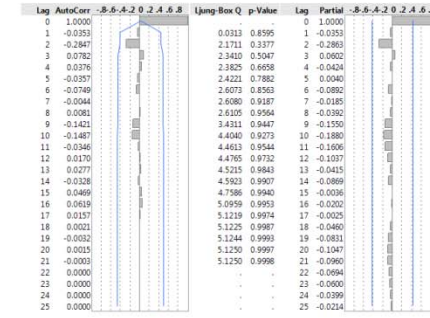 Lag AutoCorr -.8-.6-.4-.2 0 .2 .4 .6 .8 Ljung-Box Q p-Value Lag Partial -.8-.6-.4-.2 0 .2 .4 .6 .8
0 1.0000 . . 0 1.0000
1 -0.0353 0.0313 0.8595 1 -0.0353
2 -0.2847 2.1711 0.3377 2 -0.2863
3 0.0782 2.3410 0.5047 3 0.0602
4 0.0376 2.3825 0.6658 4 -0.0424
5 -0.0357 2.4221 0.7882 5 0.0040
6 -0.0749 2.6073 0.8563 6 -0.0892
7 -0.0044 2.6080 0.9187 7 -0.0185
8 0.0081 2.6105 0.9564 8 -0.0392
9 -0.1421 3.4311 0.9447 9 -0.1550
10 -0.1487 4.4040 0.9273 10 -0.1880
11 -0.0346 4.4613 0.9544 11 -0.1606
12 0.0170 4.4765 0.9732 12 -0.1037
13 0.0277 4.5215 0.9843 13 -0.0415
14 -0.0328 4.5923 0.9907 14 -0.0869
15 0.0469 4.7586 0.9940 15 -0.0036
16 0.0619 5.0959 0.9953 16 -0.0202
17 0.0157 5.1219 0.9974 17 -0.0025
18 0.0021 5.1225 0.9987 18 -0.0460
19 -0.0032 5.1244 0.9993 19 -0.0831
20 0.0015 5.1250 0.9997 20 -0.1047
21 -0.0003 5.1250 0.9998 21 -0.0960
22 0.0000 . . 22 -0.0694
23 0.0000 . . 23 -0.0600
24 0.0000 . . 24 -0.0399
25 0.0000 . . 25 -0.0214